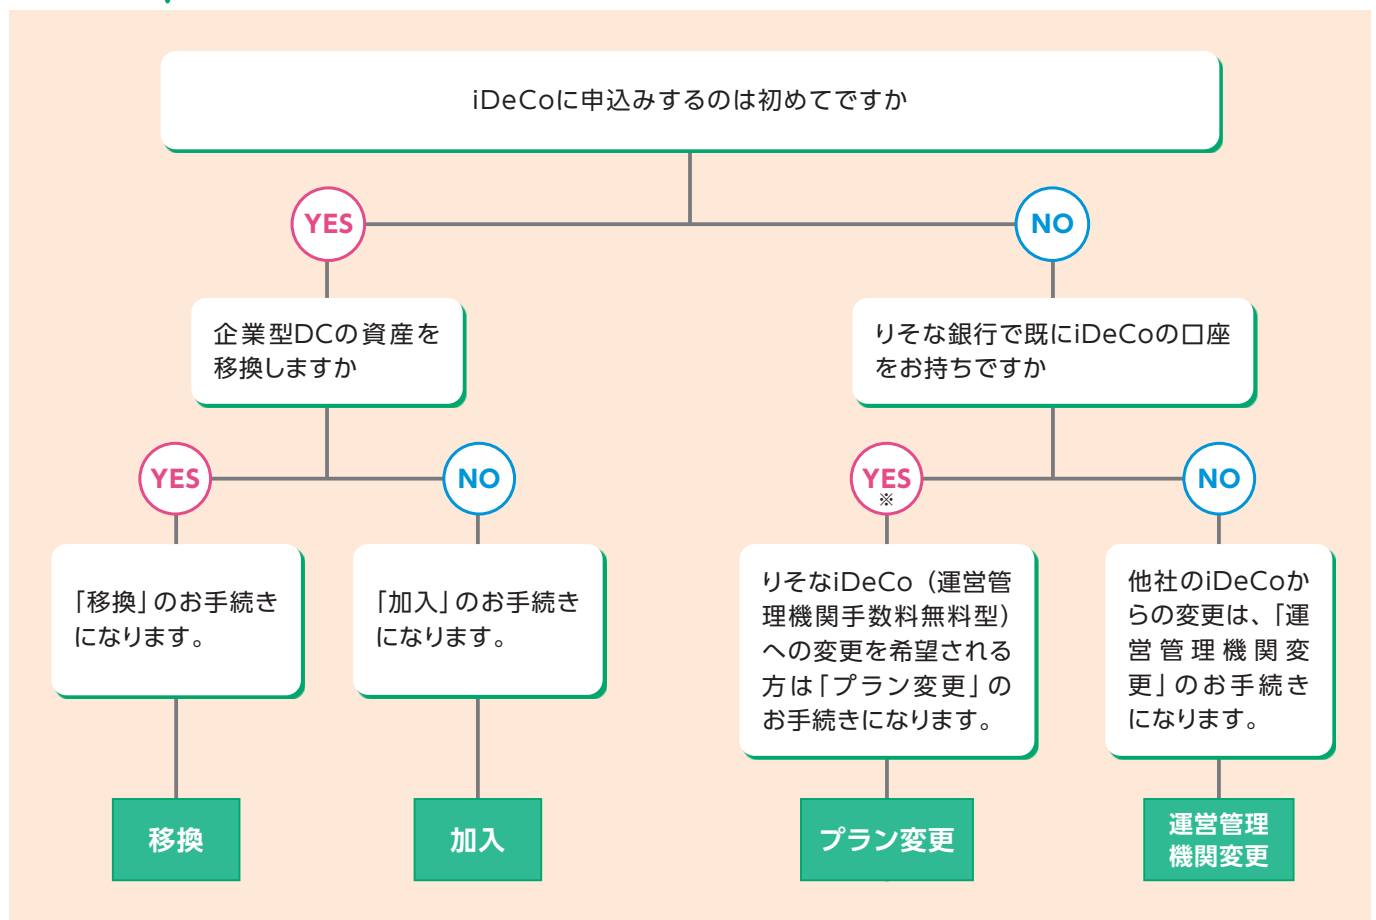 iDeCoに申込みするのは初めてですか
YES
NO
企業型DCの資産を
移換しますか
りそな銀行で既にiDeCoの口座
をお持ちですか
YES
NO
YES
※
NO
「移換」のお手続き
になります。
「加入」のお手続き
になります。
りそなiDeCo（運営管
理機関手数料無料型）
への変更を希望される
方は「プラン変更」の
お手続きになります。
他社のiDeCoか
らの変更は、「運
営管理機関変
更」のお手続き
になります。
移換
加入
プラン変更
運営管理
機関変更